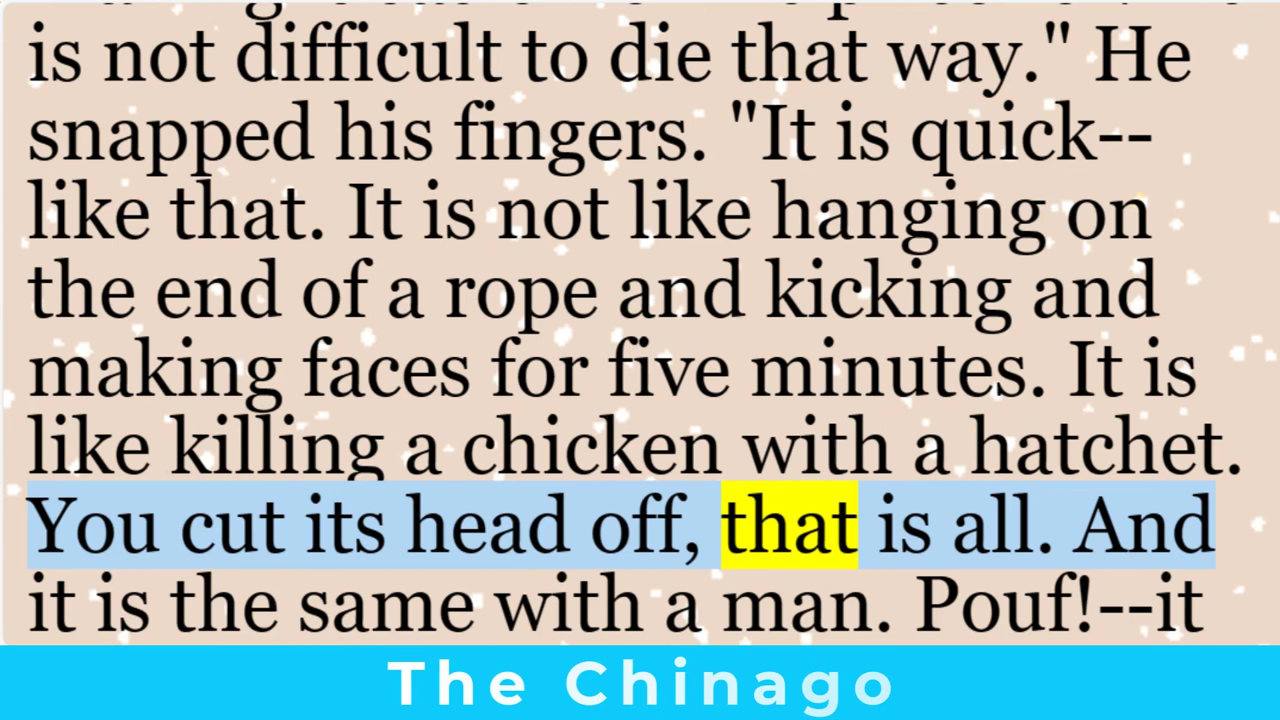 is not difficult to die that way." He
snapped his fingers. "It is quick--
like that. It is not like hanging on
the end of a rope and kicking and
making faces for five minutes. It is
like killing a chicken with a hatchet.
You cut its head off, that is all. And
it is the same with a man. Pouf!--it
The Chinago